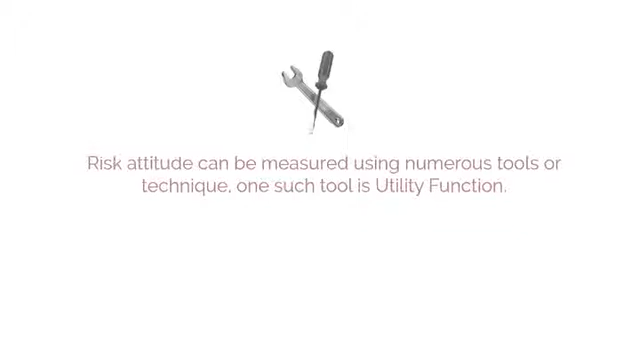 Risk attitude can be measured using numerous tools or
technique, one such tool is Utility Function.